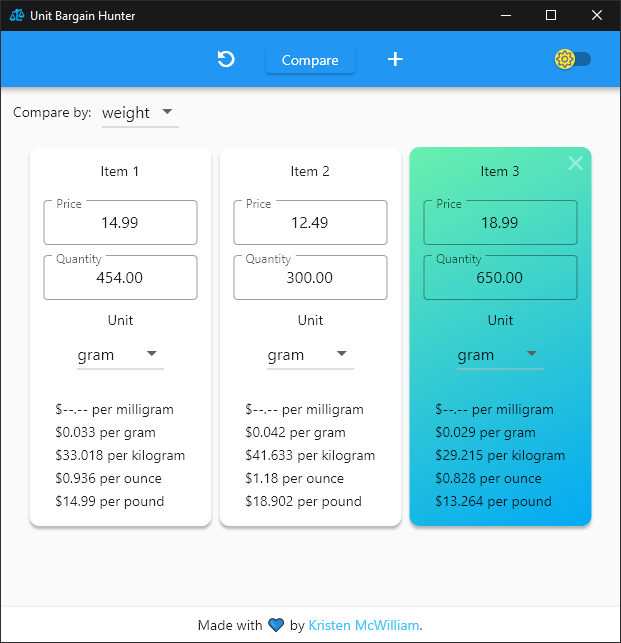 Unit Bargain Hunter
Compare
Compare by: weight
Item 1
Price
14.99
Quantity
454.00
Unit
gram
$--.-- per milligram
$0.033 per gram
$33.018 per kilogram
$0.936 per ounce
$14.99 per pound
Item 2
Price
12.49
Quantity
300.00
Unit
gram
$--.-- per milligram
$0.042 per gram
$41.633 per kilogram
$1.18 per ounce
$18.902 per pound
Item 3
Price
18.99
Quantity
650.00
Unit
gram
$--.-- per milligram
$0.029 per gram
$29.215 per kilogram
$0.828 per ounce
$13.264 per pound
Made with 💙 by Kristen McWilliam.